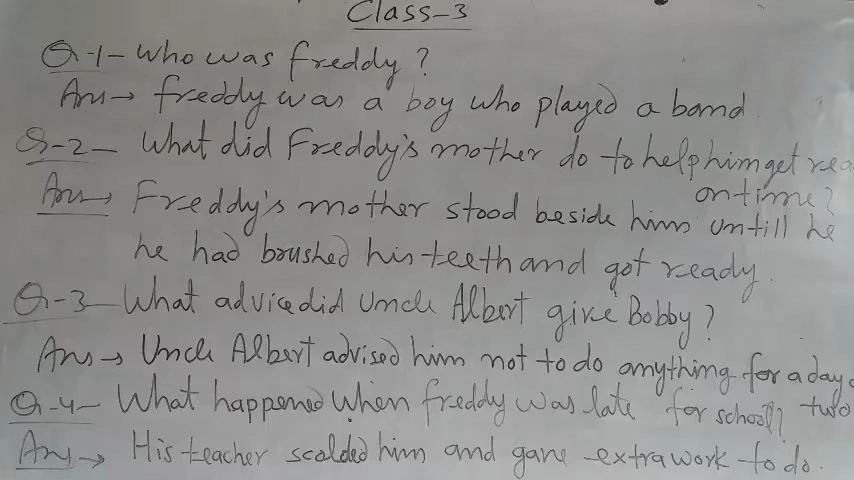 Class-3
Q-1- Who was freddy?
Ans→ freddy was a boy who played a band.
Q-2- What did Freddy's mother do to help him get rea
on time?
Ans→ Freddy's mother stood beside him untill he
he had brushed his teeth and got ready.
Q-3- What advice did Uncle Albert give Bobby?
Ans→ Uncle Albert advised him not to do anything for a day
two
Q-4- What happened when freddy was late for school?
Ans→ His teacher scolded him and gave extra work to do.